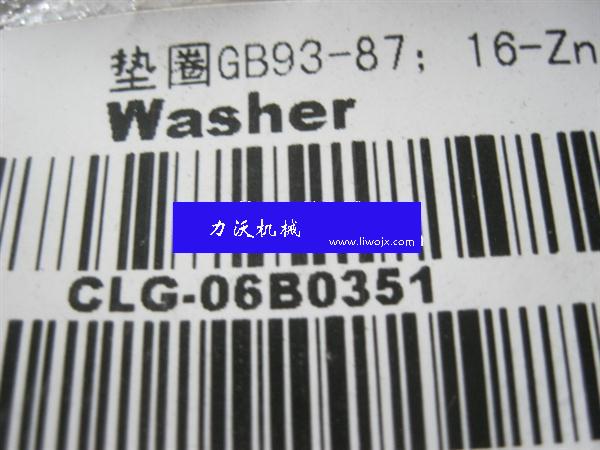 垫圈GB93-87; 16-Zn
Washer
力沃机械
www.liwojx.com
CLG-06B0351